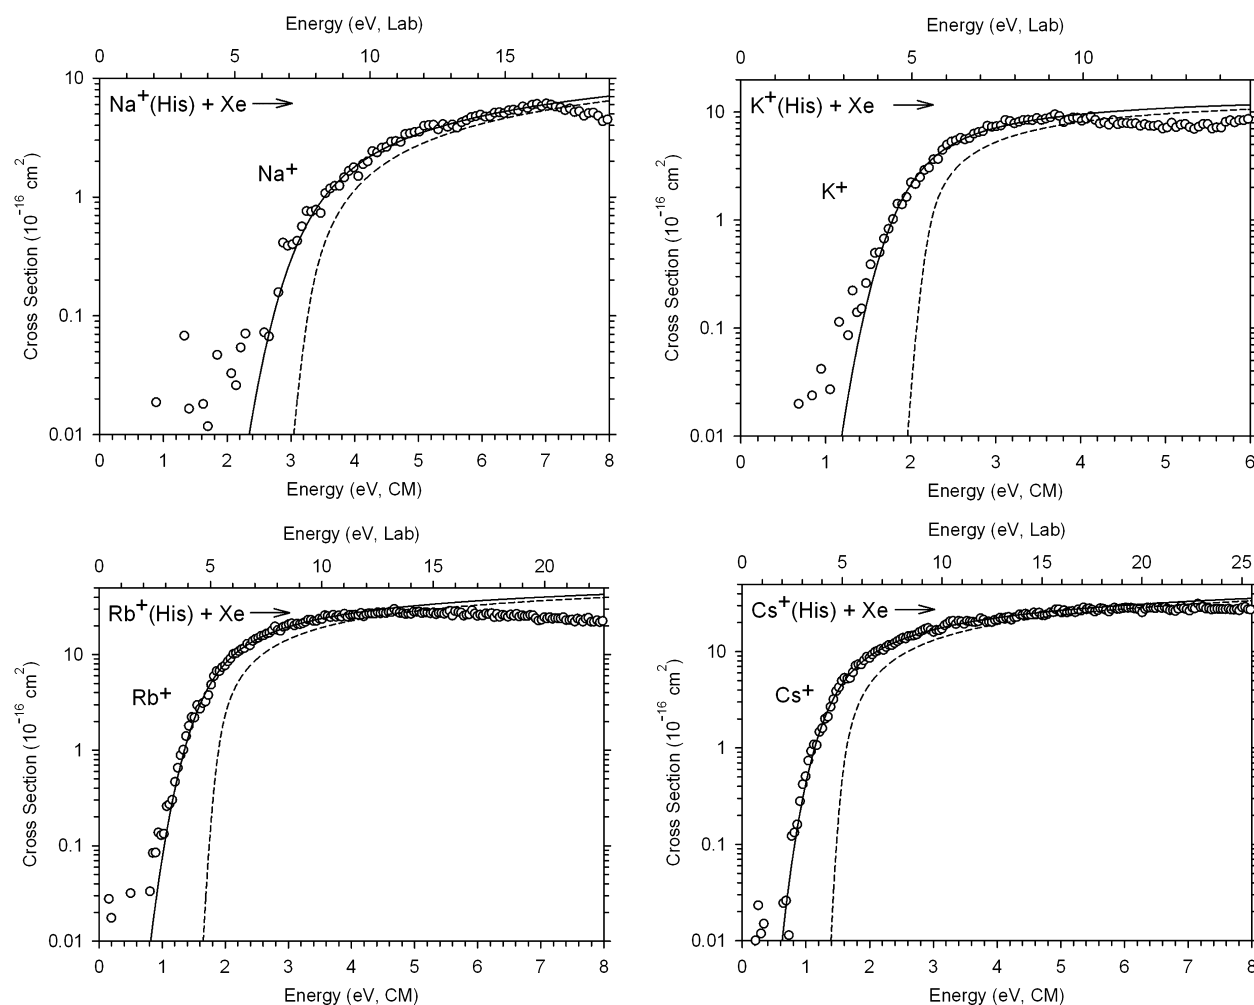 Energy (eV, Lab)
0 5 10 15
10
1
0.1
0.01
Cross Section (10⁻¹⁶ cm²)
Na⁺(His) + Xe →
Na⁺
0 1 2 3 4 5 6 7 8
Energy (eV, CM)
Energy (eV, Lab)
0 5 10
10
1
0.1
0.01
Cross Section (10⁻¹⁶ cm²)
K⁺(His) + Xe →
K⁺
0 1 2 3 4 5 6
Energy (eV, CM)
Energy (eV, Lab)
0 5 10 15 20
10
1
0.1
0.01
Cross Section (10⁻¹⁶ cm²)
Rb⁺(His) + Xe →
Rb⁺
0 1 2 3 4 5 6 7 8
Energy (eV, CM)
Energy (eV, Lab)
0 5 10 15 20 25
10
1
0.1
0.01
Cross Section (10⁻¹⁶ cm²)
Cs⁺(His) + Xe →
Cs⁺
0 1 2 3 4 5 6 7 8
Energy (eV, CM)